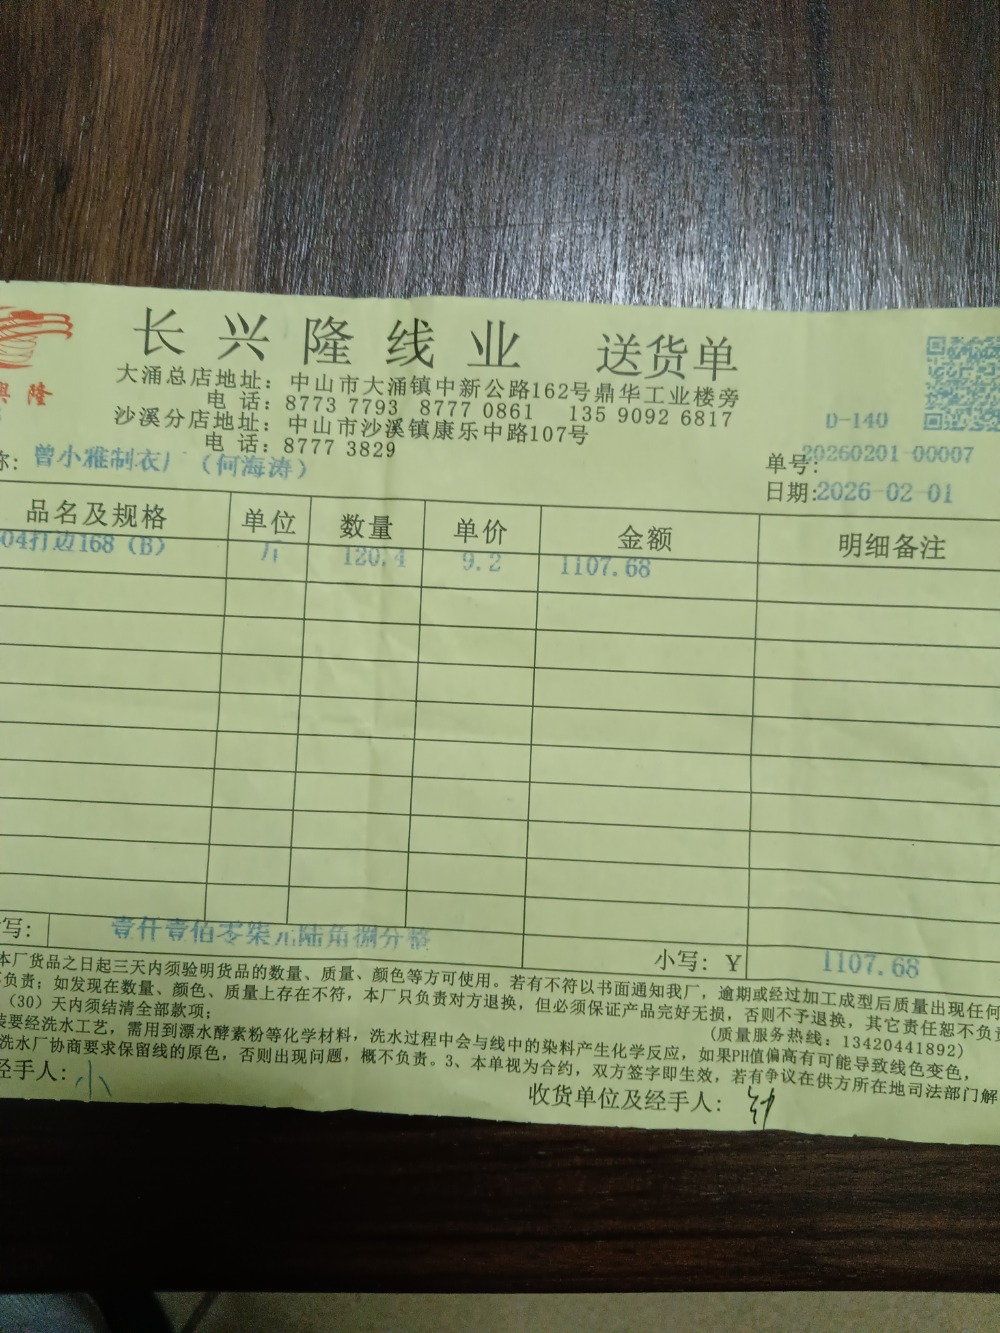 长兴隆线业 送货单
隆
大涌总店地址：中山市大涌镇中新公路162号鼎华工业楼旁
电 话：8773 7793 8777 0861 135 9092 6817
沙溪分店地址：中山市沙溪镇康乐中路107号
电 话：8777 3829
D-140
称：曾小雅制衣厂（何海涛）
单号：20260201-00007
日期：2026-02-01
品名及规格 单位 数量 单价 金额 明细备注
04打边168（B） 斤 120.4 9.2 1107.68
写： 壹仟壹佰零柒元陆角捌分整 小写：Y 1107.68
本厂货品之日起三天内须验明货品的数量、质量、颜色等方可使用。若有不符以书面通知我厂，逾期或经过加工成型后质量出现任何
不负责；如发现在数量、颜色、质量上存在不符，本厂只负责对方退换，但必须保证产品完好无损，否则不予退换，其它责任恕不负责
（30）天内须结清全部款项； (质量服务热线：13420441892)
装要经洗水工艺，需用到漂水酵素粉等化学材料，洗水过程中会与线中的染料产生化学反应，如果PH值偏高有可能导致线色变色，
洗水厂协商要求保留线的原色，否则出现问题，概不负责。3、本单视为合约，双方签字即生效，若有争议在供方所在地司法部门解
经手人：小
收货单位及经手人：